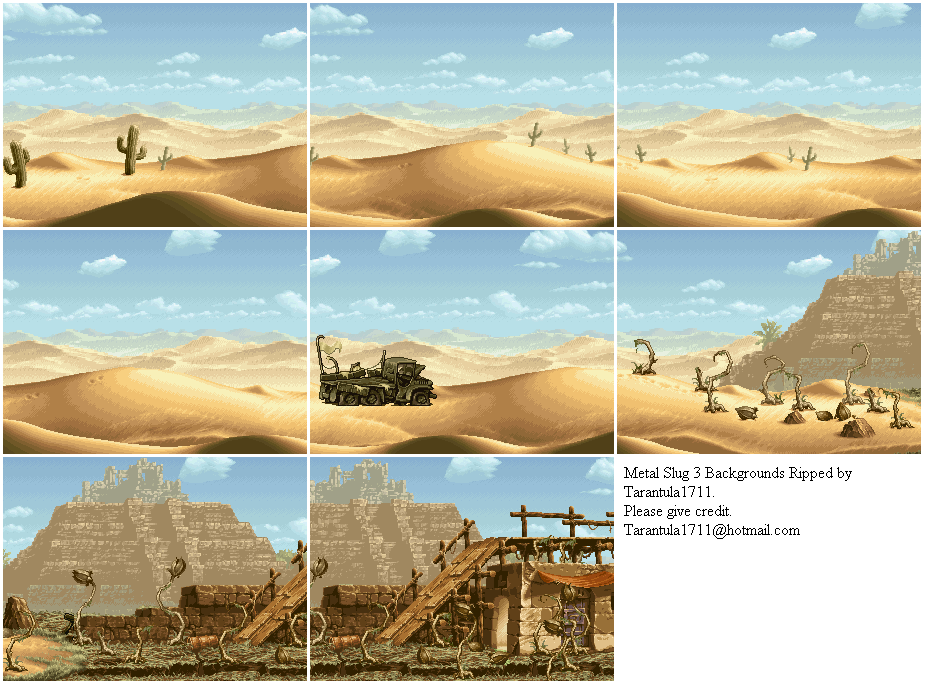 Metal Slug 3 Backgrounds Ripped by
Tarantula1711.
Please give credit.
Tarantula1711@hotmail.com